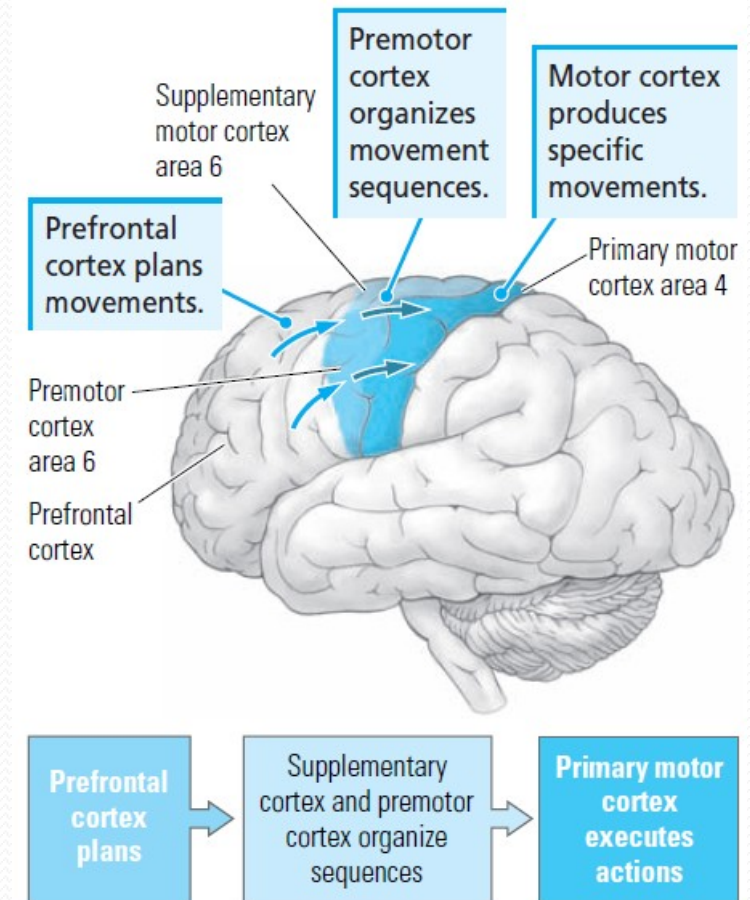 Premotor
cortex
organizes
movement
sequences.
Motor cortex
produces
specific
movements.
Supplementary
motor cortex
area 6
Prefrontal
cortex plans
movements.
Primary motor
cortex area 4
Premotor
cortex
area 6
Prefrontal
cortex
Prefrontal
cortex
plans
Supplementary
cortex and premotor
cortex organize
sequences
Primary motor
cortex
executes
actions